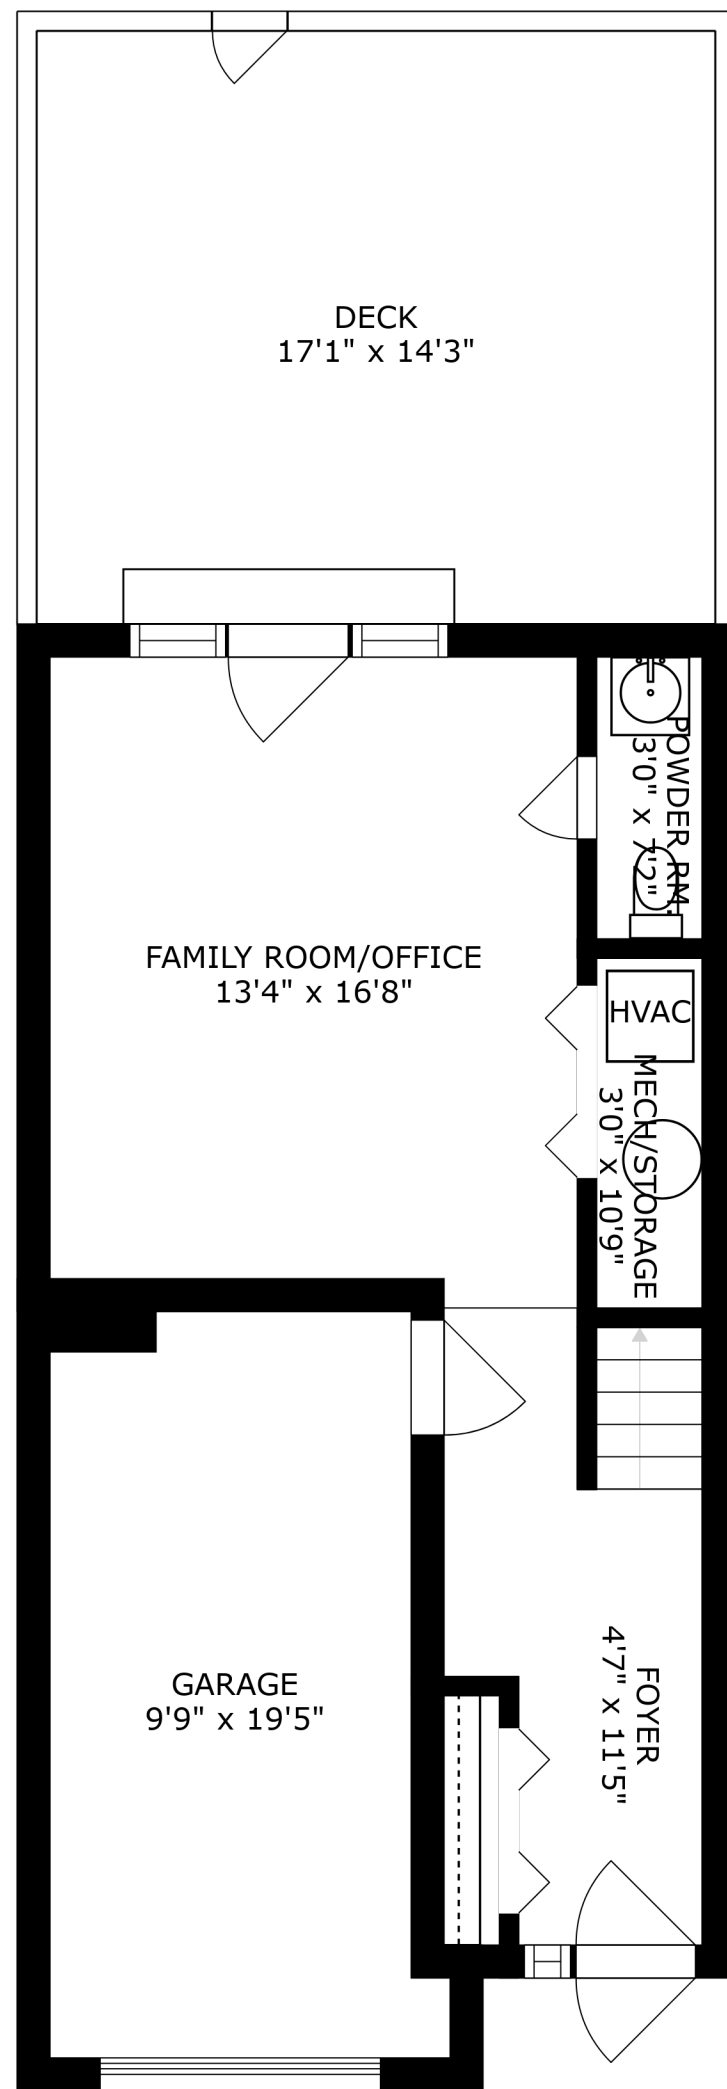 DECK
17'1" x 14'3"
POWDER RM.
3'0" x 7'2"
FAMILY ROOM/OFFICE
13'4" x 16'8"
HVAC
MECH/STORAGE
3'0" x 10'9"
GARAGE
9'9" x 19'5"
FOYER
4'7" x 11'5"